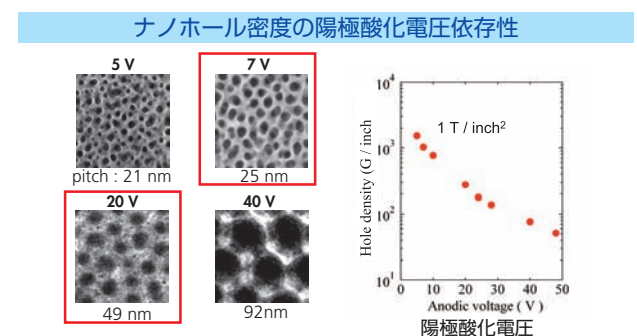 ナノホール密度の陽極酸化電圧依存性
5 V
7 V
pitch : 21 nm
25 nm
20 V
40 V
49 nm
92nm
10⁴
10³
10²
10¹
Hole density (G / inch
1 T / inch²
0 10 20 30 40 50
Anodic voltage ( V )
陽極酸化電圧